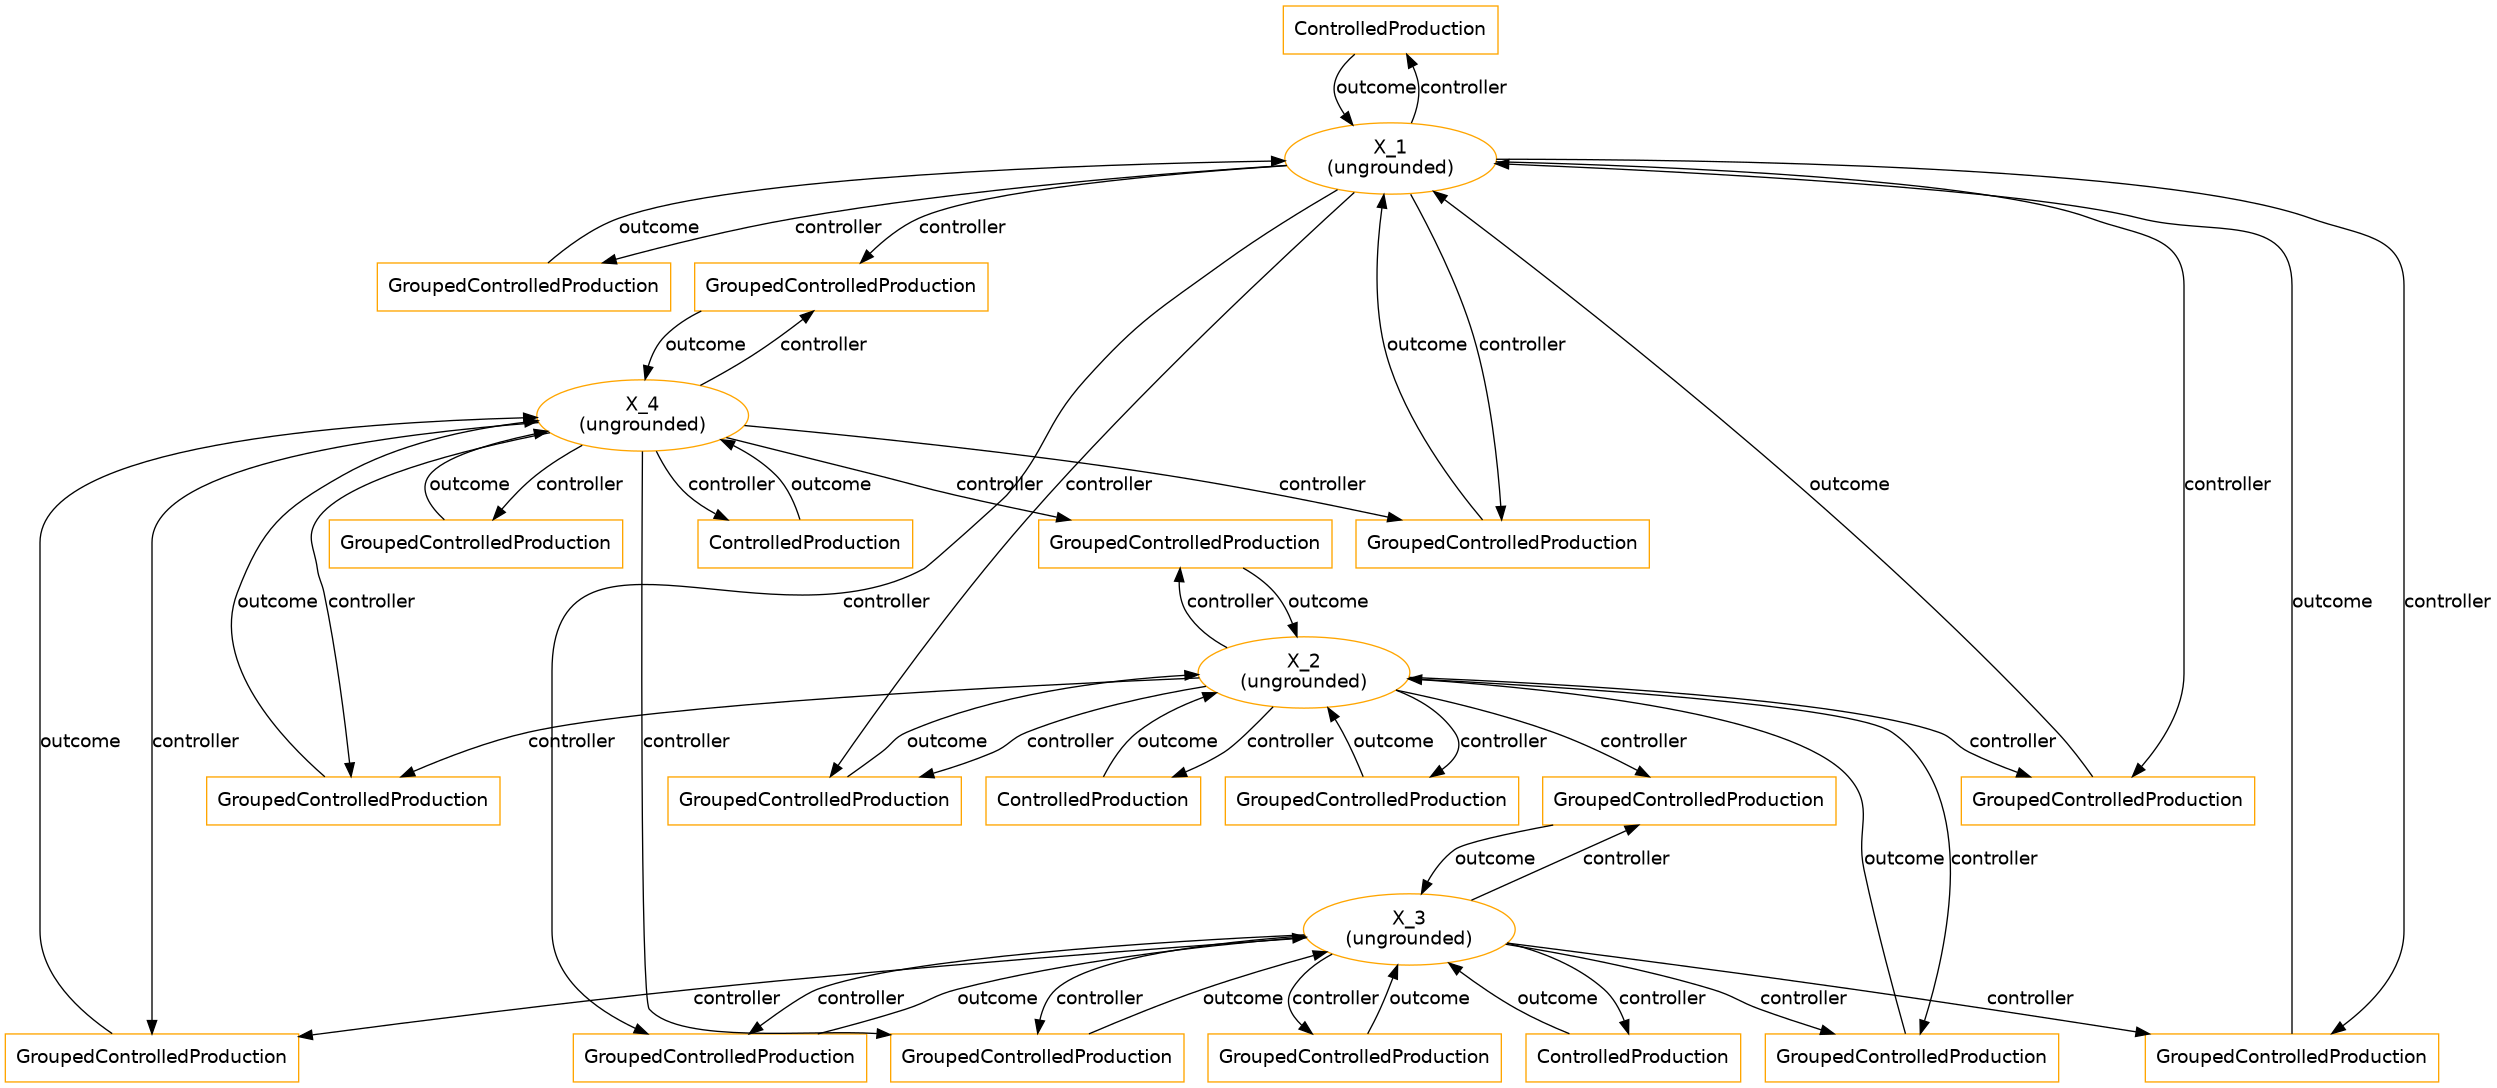 ControlledProduction
outcome
controller
X_1
(ungrounded)
outcome
controller
controller
GroupedControlledProduction
GroupedControlledProduction
outcome
controller
outcome
controller
X_4
(ungrounded)
outcome
controller
controller
outcome
controller
controller
controller
outcome
controller
GroupedControlledProduction
ControlledProduction
GroupedControlledProduction
GroupedControlledProduction
outcome
controller
controller
controller
outcome
outcome
controller
X_2
(ungrounded)
outcome
controller
controller
controller
outcome
controller
outcome
controller
outcome
controller
controller
controller
GroupedControlledProduction
GroupedControlledProduction
ControlledProduction
GroupedControlledProduction
GroupedControlledProduction
GroupedControlledProduction
outcome
controller
outcome
controller
X_3
(ungrounded)
controller
controller
outcome
controller
outcome
controller
outcome
outcome
controller
controller
controller
GroupedControlledProduction
GroupedControlledProduction
GroupedControlledProduction
GroupedControlledProduction
ControlledProduction
GroupedControlledProduction
GroupedControlledProduction